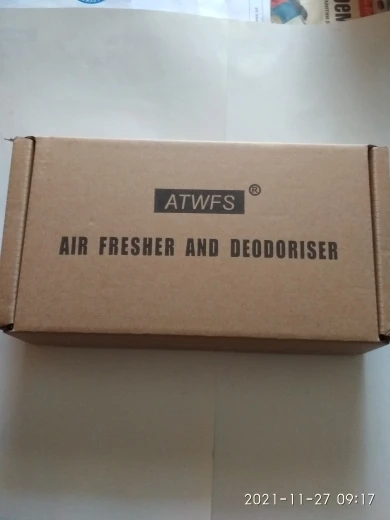 ATWFS®
AIR FRESHER AND DEODORISER
2021-11-27 09:17